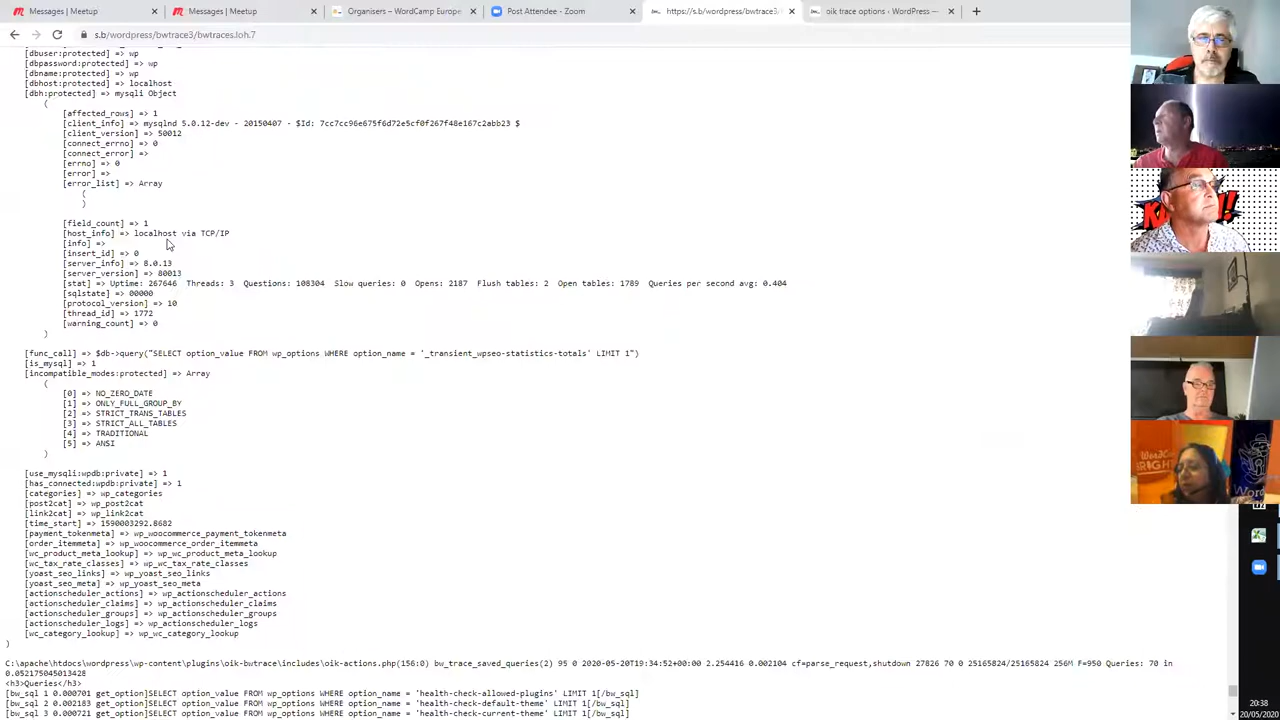 Messages | Meetup
Messages | Meetup
Organisers – WordCamp Europe
Post Attendee - Zoom
https://s.b/wordpress/bwtrace3/
oik trace options ‹ WordPress —
s.b/wordpress/bwtrace3/bwtraces.loh.7
[dbuser:protected] => wp
[dbpassword:protected] => wp
[dbname:protected] => wp
[dbhost:protected] => localhost
[dbh:protected] => mysqli Object
(
[affected_rows] => 1
[client_info] => mysqlnd 5.0.12-dev - 20150407 - $Id: 7cc7cc96e675f6d72e5cf0f267f48e167c2abb23 $
[client_version] => 50012
[connect_errno] => 0
[connect_error] =>
[errno] => 0
[error] =>
[error_list] => Array
(
)
[field_count] => 1
[host_info] => localhost via TCP/IP
[info] =>
[insert_id] => 0
[server_info] => 8.0.13
[server_version] => 80013
[stat] => Uptime: 267646  Threads: 3  Questions: 108304  Slow queries: 0  Opens: 2187  Flush tables: 2  Open tables: 1789  Queries per second avg: 0.404
[sqlstate] => 00000
[protocol_version] => 10
[thread_id] => 1772
[warning_count] => 0
)
[func_call] => $db->query("SELECT option_value FROM wp_options WHERE option_name = '_transient_wpseo-statistics-totals' LIMIT 1")
[is_mysql] => 1
[incompatible_modes:protected] => Array
(
[0] => NO_ZERO_DATE
[1] => ONLY_FULL_GROUP_BY
[2] => STRICT_TRANS_TABLES
[3] => STRICT_ALL_TABLES
[4] => TRADITIONAL
[5] => ANSI
)
[use_mysqli:wpdb:private] => 1
[has_connected:wpdb:private] => 1
[categories] => wp_categories
[post2cat] => wp_post2cat
[link2cat] => wp_link2cat
[time_start] => 1590003292.8682
[payment_tokenmeta] => wp_woocommerce_payment_tokenmeta
[order_itemmeta] => wp_woocommerce_order_itemmeta
[wc_product_meta_lookup] => wp_wc_product_meta_lookup
[wc_tax_rate_classes] => wp_wc_tax_rate_classes
[yoast_seo_links] => wp_yoast_seo_links
[yoast_seo_meta] => wp_yoast_seo_meta
[actionscheduler_actions] => wp_actionscheduler_actions
[actionscheduler_claims] => wp_actionscheduler_claims
[actionscheduler_groups] => wp_actionscheduler_groups
[actionscheduler_logs] => wp_actionscheduler_logs
[wc_category_lookup] => wp_wc_category_lookup
)
C:\apache\htdocs\wordpress\wp-content\plugins\oik-bwtrace\includes\oik-actions.php(156:0) bw_trace_saved_queries(2) 95 0 2020-05-20T19:34:52+00:00 2.254416 0.002104 cf=parse_request,shutdown 27826 70 0 25165824/25165824 256M F=950 Queries: 70 in
0.052175045013428
<h3>Queries</h3>
[bw_sql 1 0.000701 get_option]SELECT option_value FROM wp_options WHERE option_name = 'health-check-allowed-plugins' LIMIT 1[/bw_sql]
[bw_sql 2 0.002183 get_option]SELECT option_value FROM wp_options WHERE option_name = 'health-check-default-theme' LIMIT 1[/bw_sql]
[bw_sql 3 0.000721 get_option]SELECT option_value FROM wp_options WHERE option_name = 'health-check-current-theme' LIMIT 1[/bw_sql]
20:38
20/05/2020